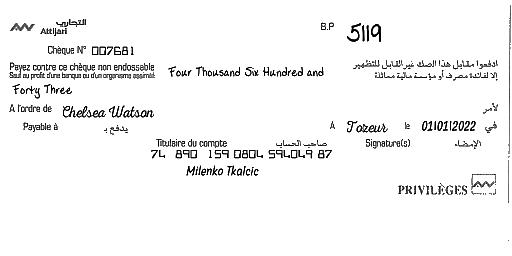 التجاري
Attijari
B.P 5119
Chèque N° 007681
Payez contre ce chèque non endossable
Seuf au profit d'une banque ou d'un organisme assimilé
Four Thousand Six Hundred and
ادفعوا مقابل هذا الصك غير القابل للتظهير
إلا لفائدة مصرف أو مؤسسة مالية مماثلة
Forty Three
A l'ordre de Chelsea Watson لأمر
Payable à يدفع بـ
A Tozeur le 01/01/2022 في
Titulaire du compte صاحب الحساب
Signature(s) الإمضاء
74 890 159 0804 594049 87
Milenko Tkalcic
PRIVILÈGES